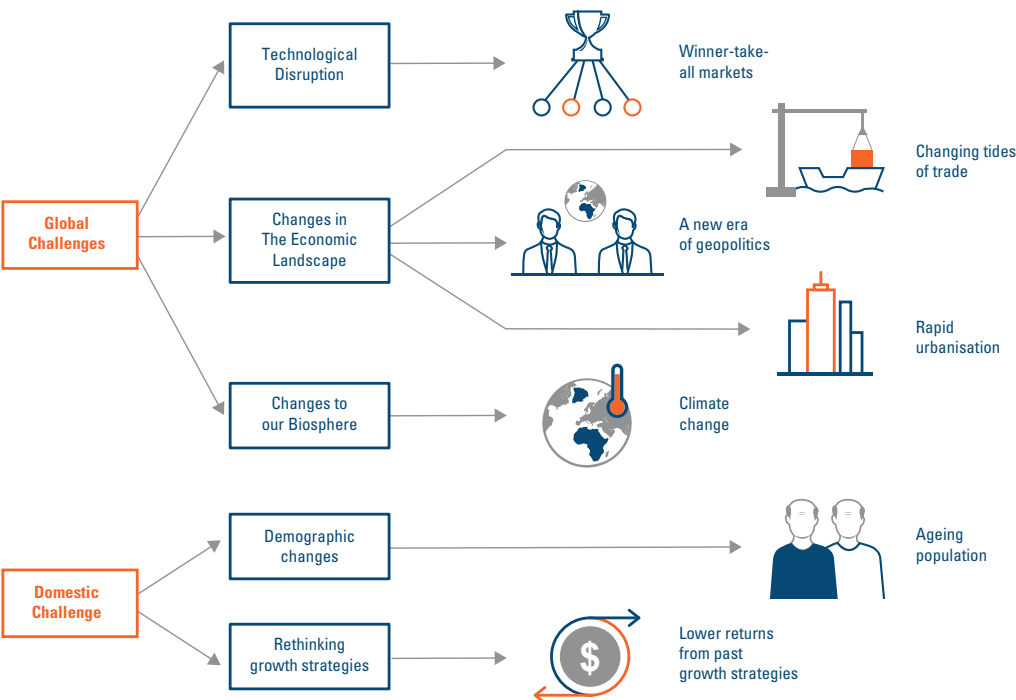 Technological
Disruption
Winner-take-
all markets
Changing tides
of trade
Global
Challenges
Changes in
The Economic
Landscape
A new era
of geopolitics
Rapid
urbanisation
Changes to
our Biosphere
Climate
change
Demographic
changes
Ageing
population
Domestic
Challenge
Rethinking
growth strategies
$
Lower returns
from past
growth strategies